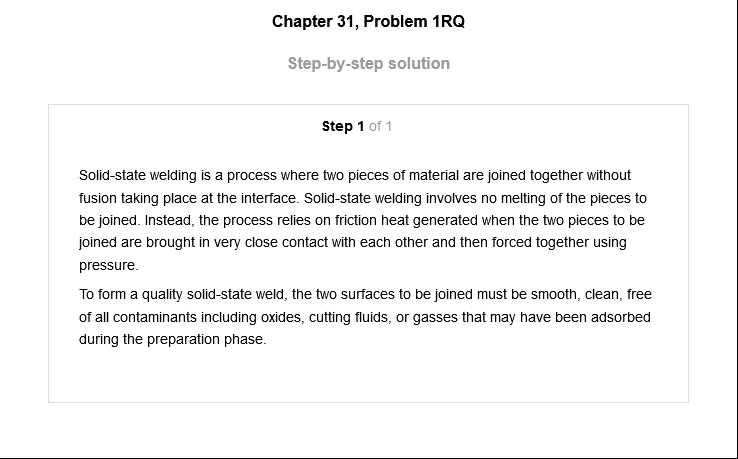 Chapter 31, Problem 1RQ
Step-by-step solution
Step 1 of 1
Solid-state welding is a process where two pieces of material are joined together without
fusion taking place at the interface. Solid-state welding involves no melting of the pieces to
be joined. Instead, the process relies on friction heat generated when the two pieces to be
joined are brought in very close contact with each other and then forced together using
pressure.
To form a quality solid-state weld, the two surfaces to be joined must be smooth, clean, free
of all contaminants including oxides, cutting fluids, or gasses that may have been adsorbed
during the preparation phase.